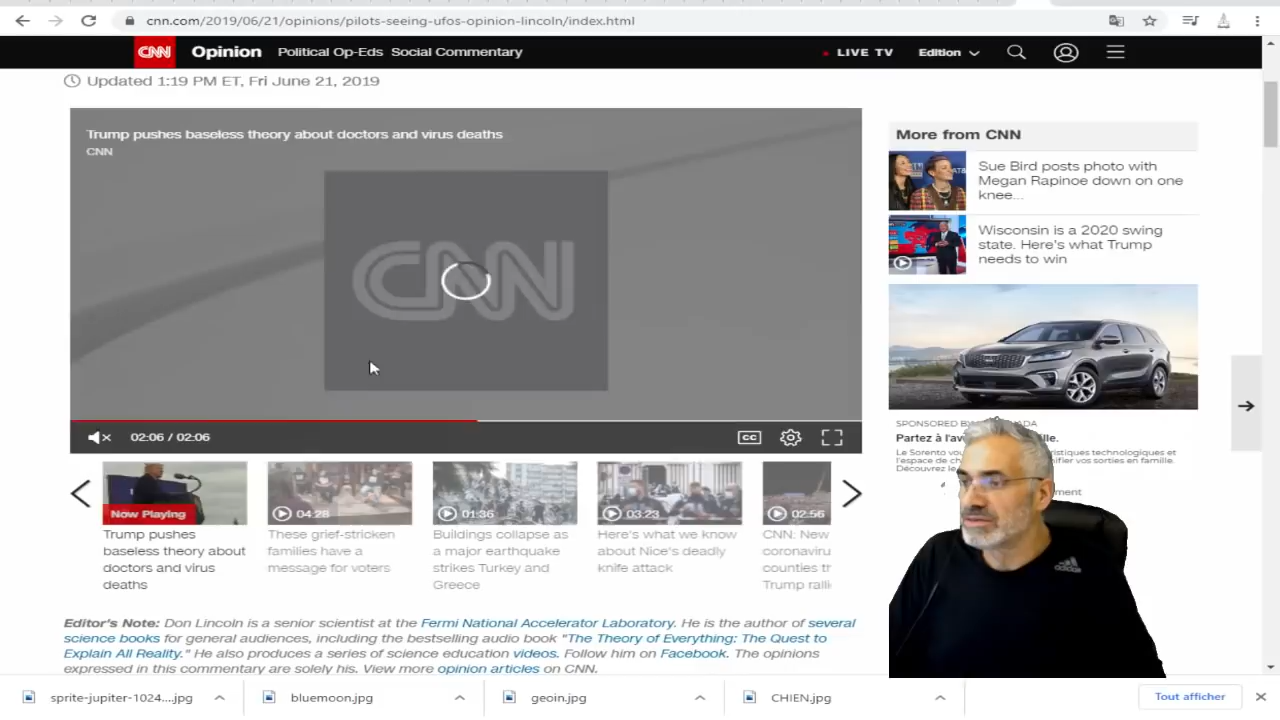 cnn.com/2019/06/21/opinions/pilots-seeing-ufos-opinion-lincoln/index.html
CNN Opinion Political Op-Eds Social Commentary
LIVE TV Edition
Updated 1:19 PM ET, Fri June 21, 2019
Trump pushes baseless theory about doctors and virus deaths
CNN
CNN
02:06 / 02:06
CC
Now Playing
Trump pushes
baseless theory about
doctors and virus
deaths
04:28
These grief-stricken
families have a
message for voters
01:36
Buildings collapse as
a major earthquake
strikes Turkey and
Greece
03:23
Here's what we know
about Nice's deadly
knife attack
02:56
CNN: New
coronaviru
counties th
Trump ralli
More from CNN
Sue Bird posts photo with
Megan Rapinoe down on one
knee...
Wisconsin is a 2020 swing
state. Here's what Trump
needs to win
SPONSORED
Partez à l'av
Le Sorento
l'espace de
Découvrez le
Editor's Note: Don Lincoln is a senior scientist at the Fermi National Accelerator Laboratory. He is the author of several
science books for general audiences, including the bestselling audio book "The Theory of Everything: The Quest to
Explain All Reality." He also produces a series of science education videos. Follow him on Facebook. The opinions
expressed in this commentary are solely his. View more opinion articles on CNN.
adidas
sprite-jupiter-1024....jpg
bluemoon.jpg
geoin.jpg
CHIEN.jpg
Tout afficher